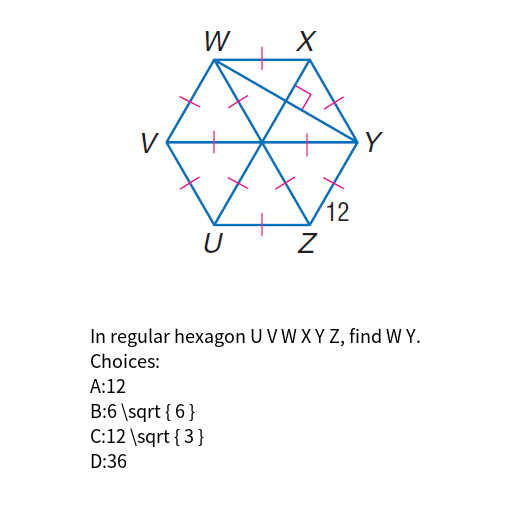 W X
V Y
12
U Z
In regular hexagon U V W X Y Z, find W Y.
Choices:
A:12
B:6 \sqrt { 6 }
C:12 \sqrt { 3 }
D:36